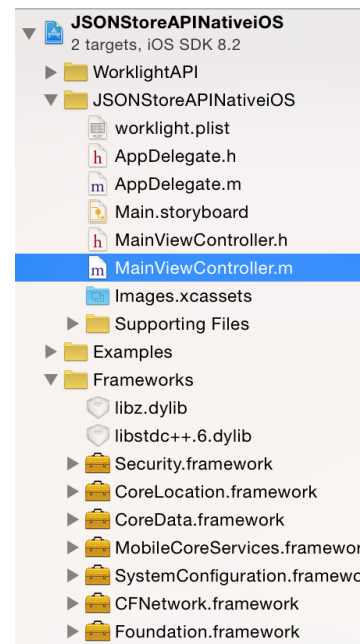 JSONStoreAPINativeiOS
2 targets, iOS SDK 8.2
WorklightAPI
JSONStoreAPINativeiOS
worklight.plist
h AppDelegate.h
m AppDelegate.m
Main.storyboard
h MainViewController.h
m MainViewController.m
Images.xcassets
Supporting Files
Examples
Frameworks
libz.dylib
libstdc++.6.dylib
Security.framework
CoreLocation.framework
CoreData.framework
MobileCoreServices.framewor
SystemConfiguration.framewo
CFNetwork.framework
Foundation.framework